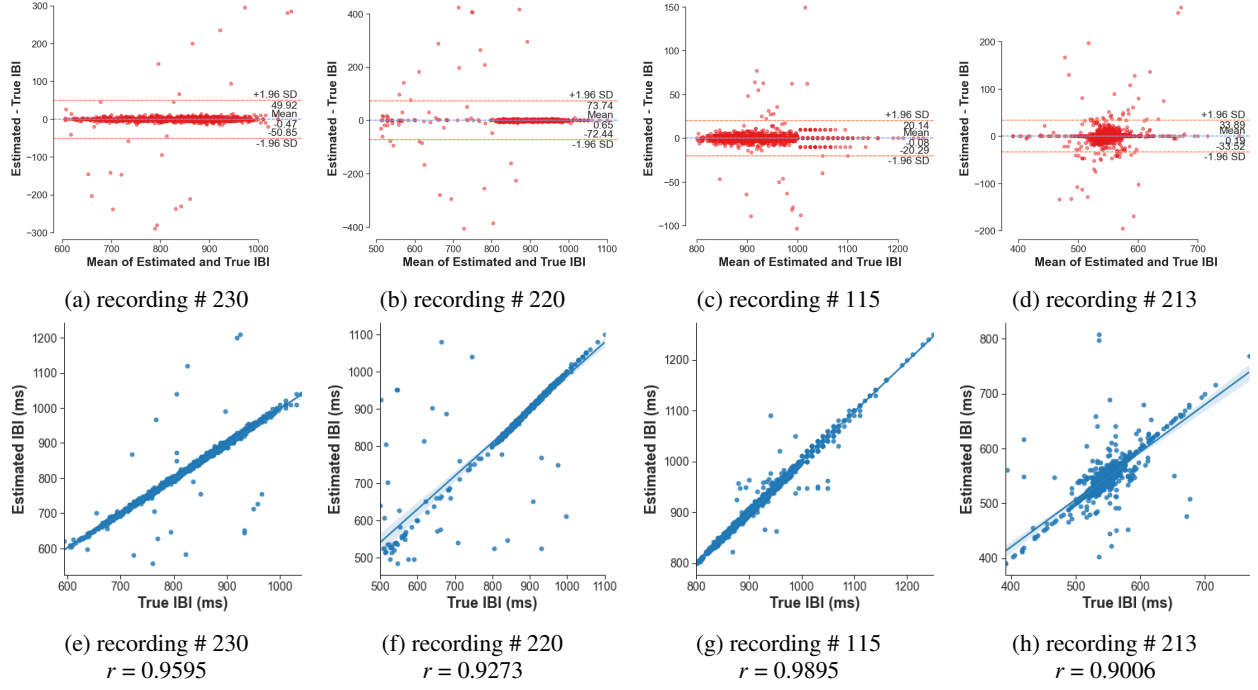 Estimated - True IBI
300
200
100
0
−100
−200
−300
600
700
800
900
1000
+1.96 SD
49.92
Mean
-0.47
-50.85
-1.96 SD
Mean of Estimated and True IBI
(a) recording # 230
Estimated - True IBI
400
200
0
−200
−400
500
600
700
800
900
1000
1100
+1.96 SD
73.74
Mean
0.65
-72.44
-1.96 SD
Mean of Estimated and True IBI
(b) recording # 220
Estimated - True IBI
150
100
50
0
−50
−100
800
900
1000
1100
1200
+1.96 SD
20.14
Mean
-0.08
-20.29
-1.96 SD
Mean of Estimated and True IBI
(c) recording # 115
Estimated - True IBI
200
100
0
−100
−200
400
500
600
700
+1.96 SD
33.89
Mean
0.19
-33.52
-1.96 SD
Mean of Estimated and True IBI
(d) recording # 213
Estimated IBI (ms)
1200
1100
1000
900
800
700
600
600
700
800
900
1000
True IBI (ms)
(e) recording # 230
r = 0.9595
Estimated IBI (ms)
1100
1000
900
800
700
600
500
500
600
700
800
900
1000
1100
True IBI (ms)
(f) recording # 220
r = 0.9273
Estimated IBI (ms)
1200
1100
1000
900
800
800
900
1000
1100
1200
True IBI (ms)
(g) recording # 115
r = 0.9895
Estimated IBI (ms)
800
700
600
500
400
400
500
600
700
True IBI (ms)
(h) recording # 213
r = 0.9006